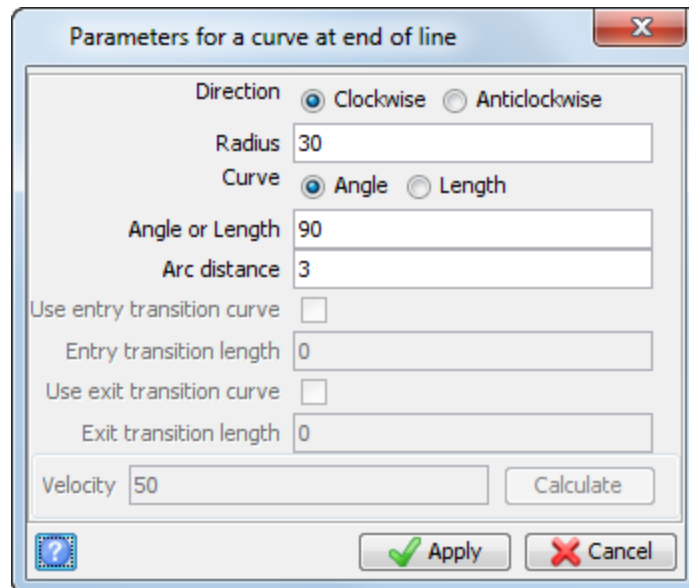 Parameters for a curve at end of line
X
Direction Clockwise Anticlockwise
Radius 30
Curve Angle Length
Angle or Length 90
Arc distance 3
Use entry transition curve
Entry transition length 0
Use exit transition curve
Exit transition length 0
Velocity 50 Calculate
? Apply Cancel